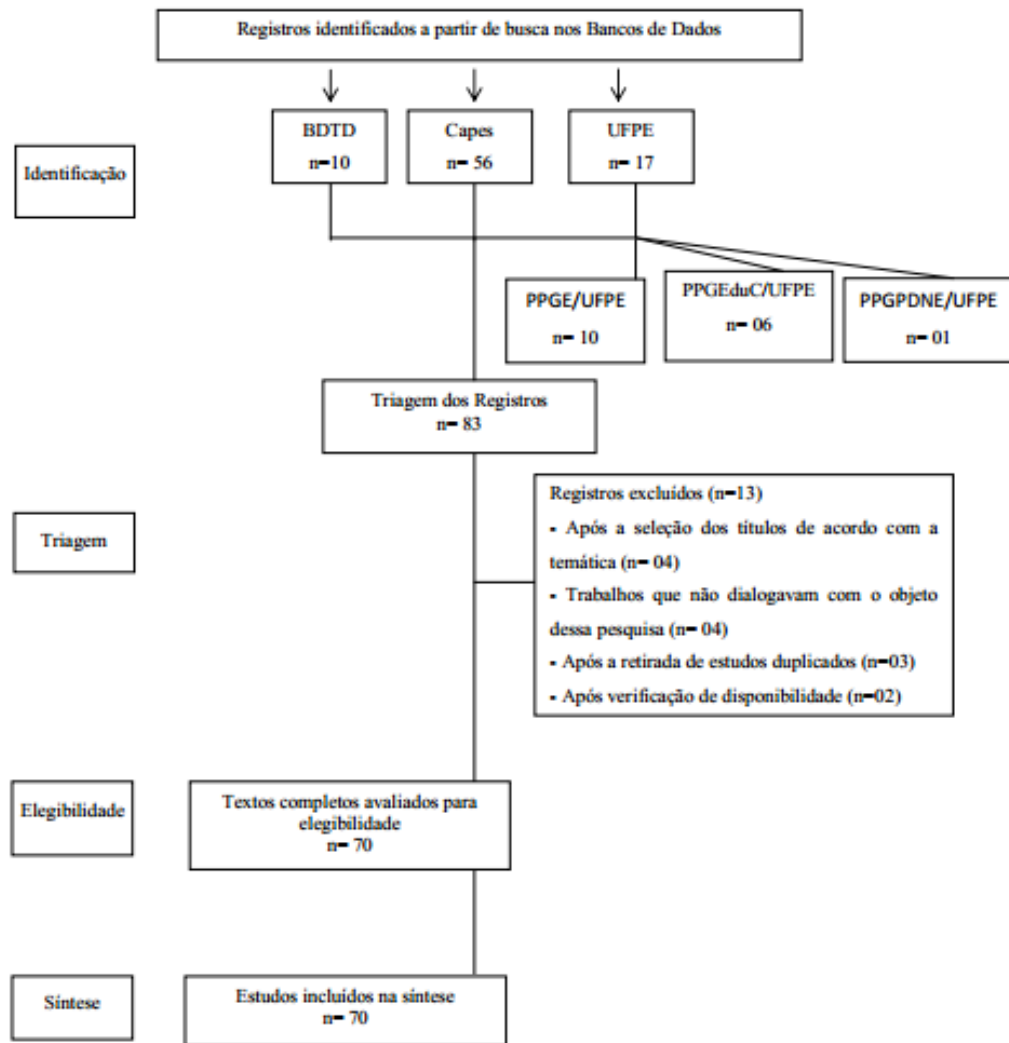 Registros identificados a partir de busca nos Bancos de Dados
BDTD
n=10
Capes
n= 56
UFPE
n= 17
Identificação
PPGE/UFPE
n= 10
PPGEduC/UFPE
n= 06
PPGPDNE/UFPE
n= 01
Triagem dos Registros
n= 83
Triagem
Registros excluídos (n=13)
- Após a seleção dos títulos de acordo com a
temática (n= 04)
- Trabalhos que não dialogavam com o objeto
dessa pesquisa (n= 04)
- Após a retirada de estudos duplicados (n=03)
- Após verificação de disponibilidade (n=02)
Elegibilidade
Textos completos avaliados para
elegibilidade
n= 70
Síntese
Estudos incluídos na síntese
n= 70